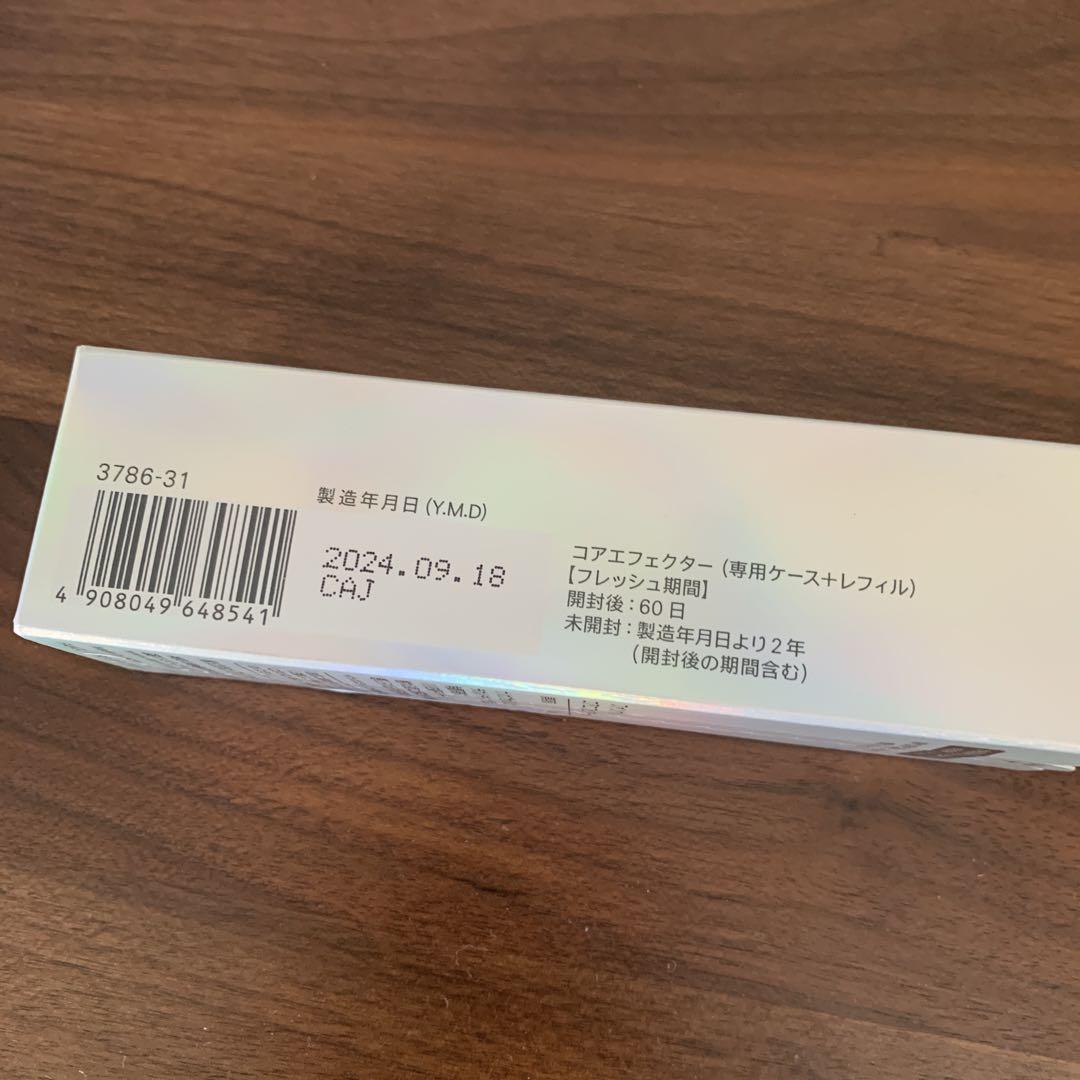 3786-31
4 908049 648541
製造年月日(Y.M.D)
2024.09.18
CAJ
コアエフェクター(専用ケース+レフィル)
【フレッシュ期間】
開封後:60日
未開封:製造年月日より2年
(開封後の期間含む)